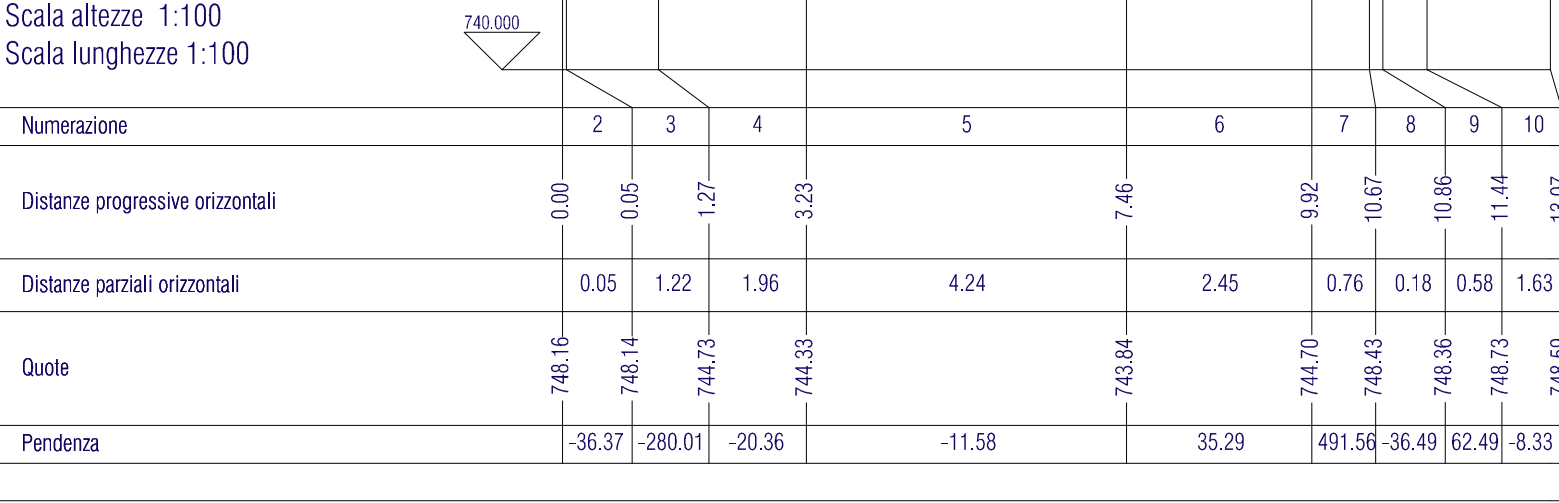 Scala altezze 1:100
Scala lunghezze 1:100
740.000
Numerazione 2 3 4 5 6 7 8 9 10
Distanze progressive orizzontali 0.00 0.05 1.27 3.23 7.46 9.92 10.67 10.86 11.44
Distanze parziali orizzontali 0.05 1.22 1.96 4.24 2.45 0.76 0.18 0.58 1.63
Quote 748.16 748.14 744.73 744.33 743.84 744.70 748.43 748.36 748.73
Pendenza -36.37 -280.01 -20.36 -11.58 35.29 491.56 -36.49 62.49 -8.33